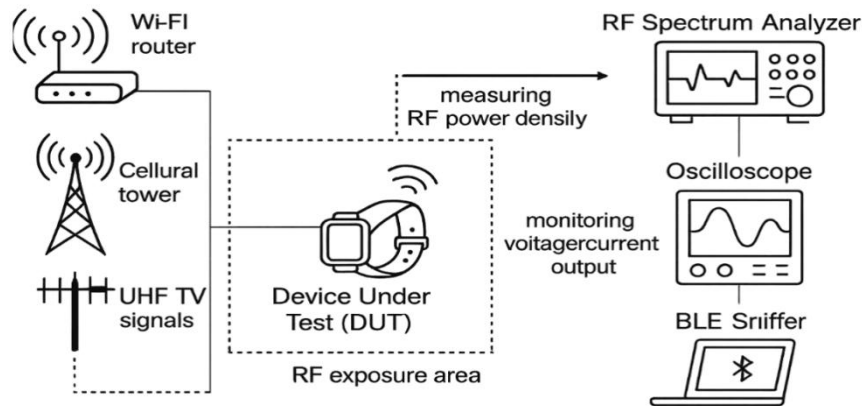 Wi-FI
router
Cellural
tower
UHF TV
signals
Device Under
Test (DUT)
RF exposure area
measuring
RF power densily
monitoring
voitagercurrent
output
RF Spectrum Analyzer
Oscilloscope
BLE Sriiffer